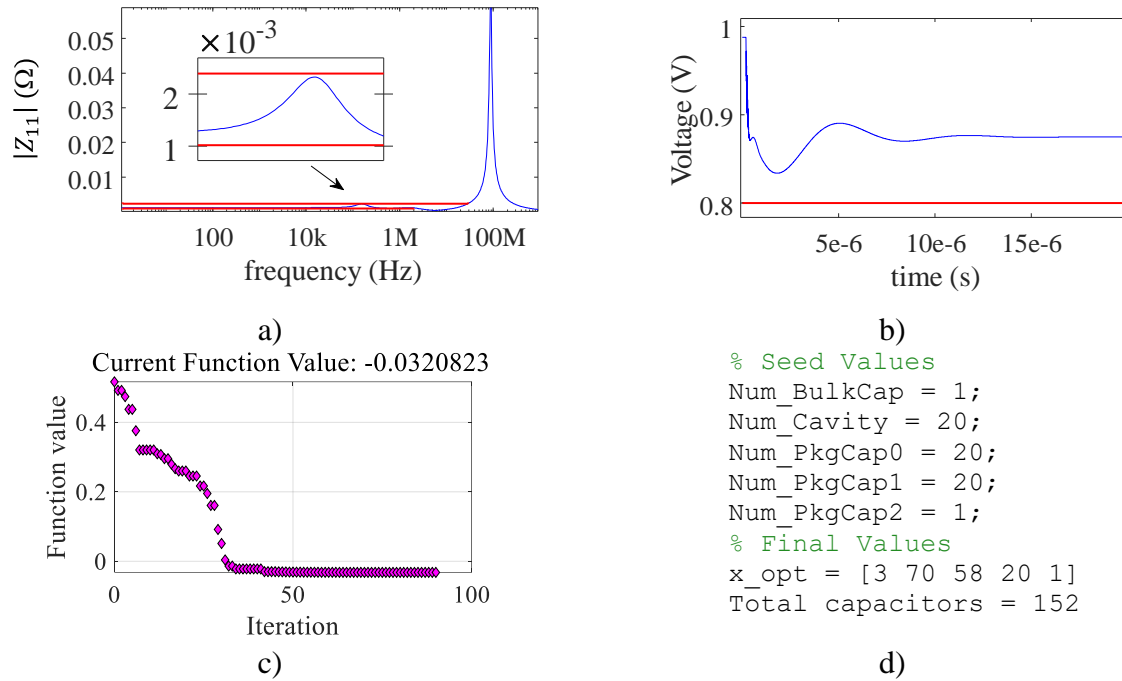 × 10⁻³
0.05
0.04
0.03
0.02
0.01
2
1
|Z₁₁| (Ω)
100 10k 1M 100M
frequency (Hz)
a)
1
0.9
0.8
Voltage (V)
5e-6 10e-6 15e-6
time (s)
b)
Current Function Value: -0.0320823
0.4
0.2
0
Function value
0 50 100
Iteration
c)
% Seed Values
Num_BulkCap = 1;
Num_Cavity = 20;
Num_PkgCap0 = 20;
Num_PkgCap1 = 20;
Num_PkgCap2 = 1;
% Final Values
x_opt = [3 70 58 20 1]
Total capacitors = 152
d)